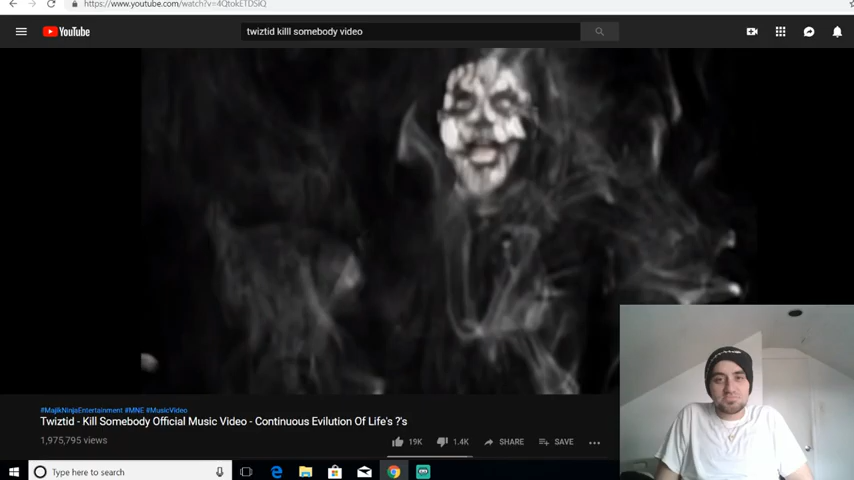 https://www.youtube.com/watch?v=4QtokETDSiQ
YouTube
twiztid killl somebody video
#MajikNinjaEntertainment #MNE #MusicVideo
Twiztid - Kill Somebody Official Music Video - Continuous Evilution Of Life's ?'s
1,975,795 views
19K
1.4K
SHARE
SAVE
Type here to search